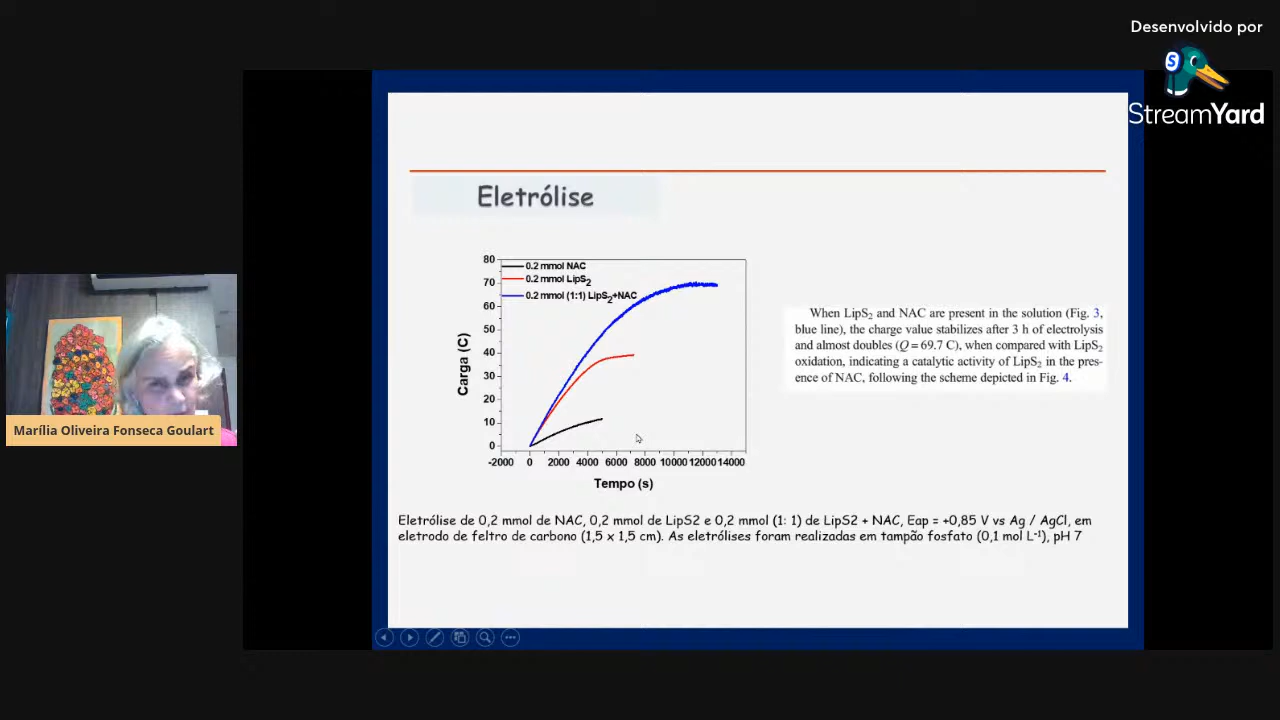 Desenvolvido por
StreamYard
Eletrólise
80
70
60
50
40
30
20
10
0
Carga (C)
0.2 mmol NAC
0.2 mmol LipS2
0.2 mmol (1:1) LipS2+NAC
-2000 0 2000 4000 6000 8000 10000 12000 14000
Tempo (s)
When LipS2 and NAC are present in the solution (Fig. 3,
blue line), the charge value stabilizes after 3 h of electrolysis
and almost doubles (Q = 69.7 C), when compared with LipS2
oxidation, indicating a catalytic activity of LipS2 in the pres-
ence of NAC, following the scheme depicted in Fig. 4.
Marília Oliveira Fonseca Goulart
Eletrólise de 0,2 mmol de NAC, 0,2 mmol de LipS2 e 0,2 mmol (1: 1) de LipS2 + NAC, Eap = +0,85 V vs Ag / AgCl, em
eletrodo de feltro de carbono (1,5 x 1,5 cm). As eletrólises foram realizadas em tampão fosfato (0,1 mol L-1), pH 7